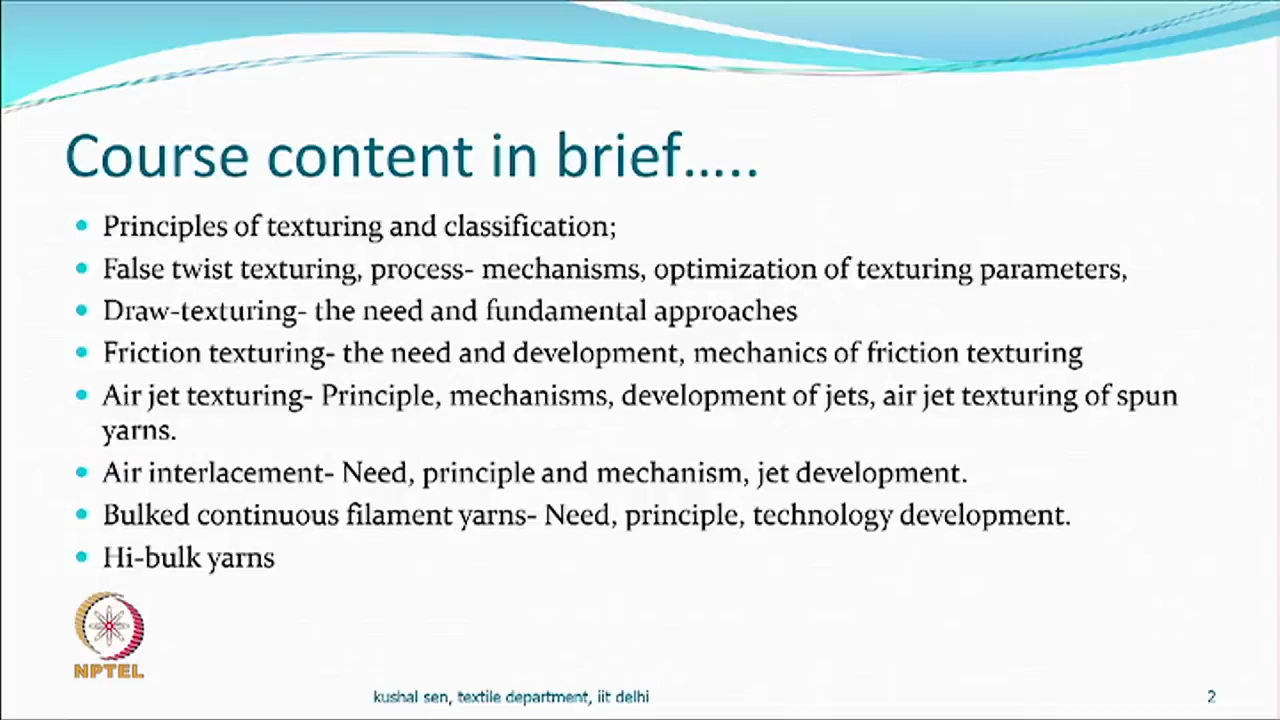 Course content in brief.....
Principles of texturing and classification;
False twist texturing, process- mechanisms, optimization of texturing parameters,
Draw-texturing- the need and fundamental approaches
Friction texturing- the need and development, mechanics of friction texturing
Air jet texturing- Principle, mechanisms, development of jets, air jet texturing of spun
yarns.
Air interlacement- Need, principle and mechanism, jet development.
Bulked continuous filament yarns- Need, principle, technology development.
Hi-bulk yarns
NPTEL
kushal sen, textile department, iit delhi
2